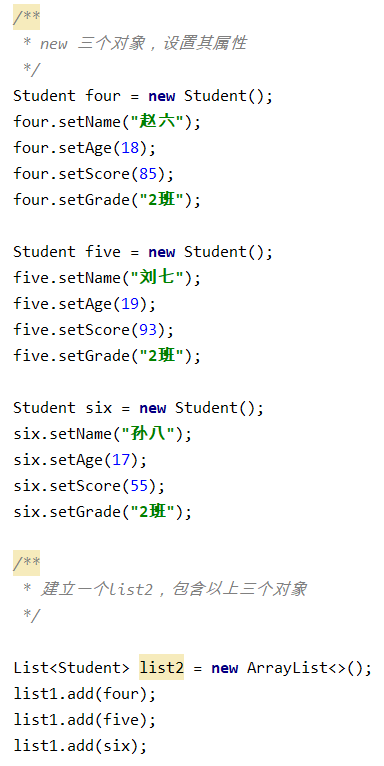 /**
 * new 三个对象，设置其属性
 */
Student four = new Student();
four.setName("赵六");
four.setAge(18);
four.setScore(85);
four.setGrade("2班");

Student five = new Student();
five.setName("刘七");
five.setAge(19);
five.setScore(93);
five.setGrade("2班");

Student six = new Student();
six.setName("孙八");
six.setAge(17);
six.setScore(55);
six.setGrade("2班");

/**
 * 建立一个list2，包含以上三个对象
 */

List<Student> list2 = new ArrayList<>();
list1.add(four);
list1.add(five);
list1.add(six);